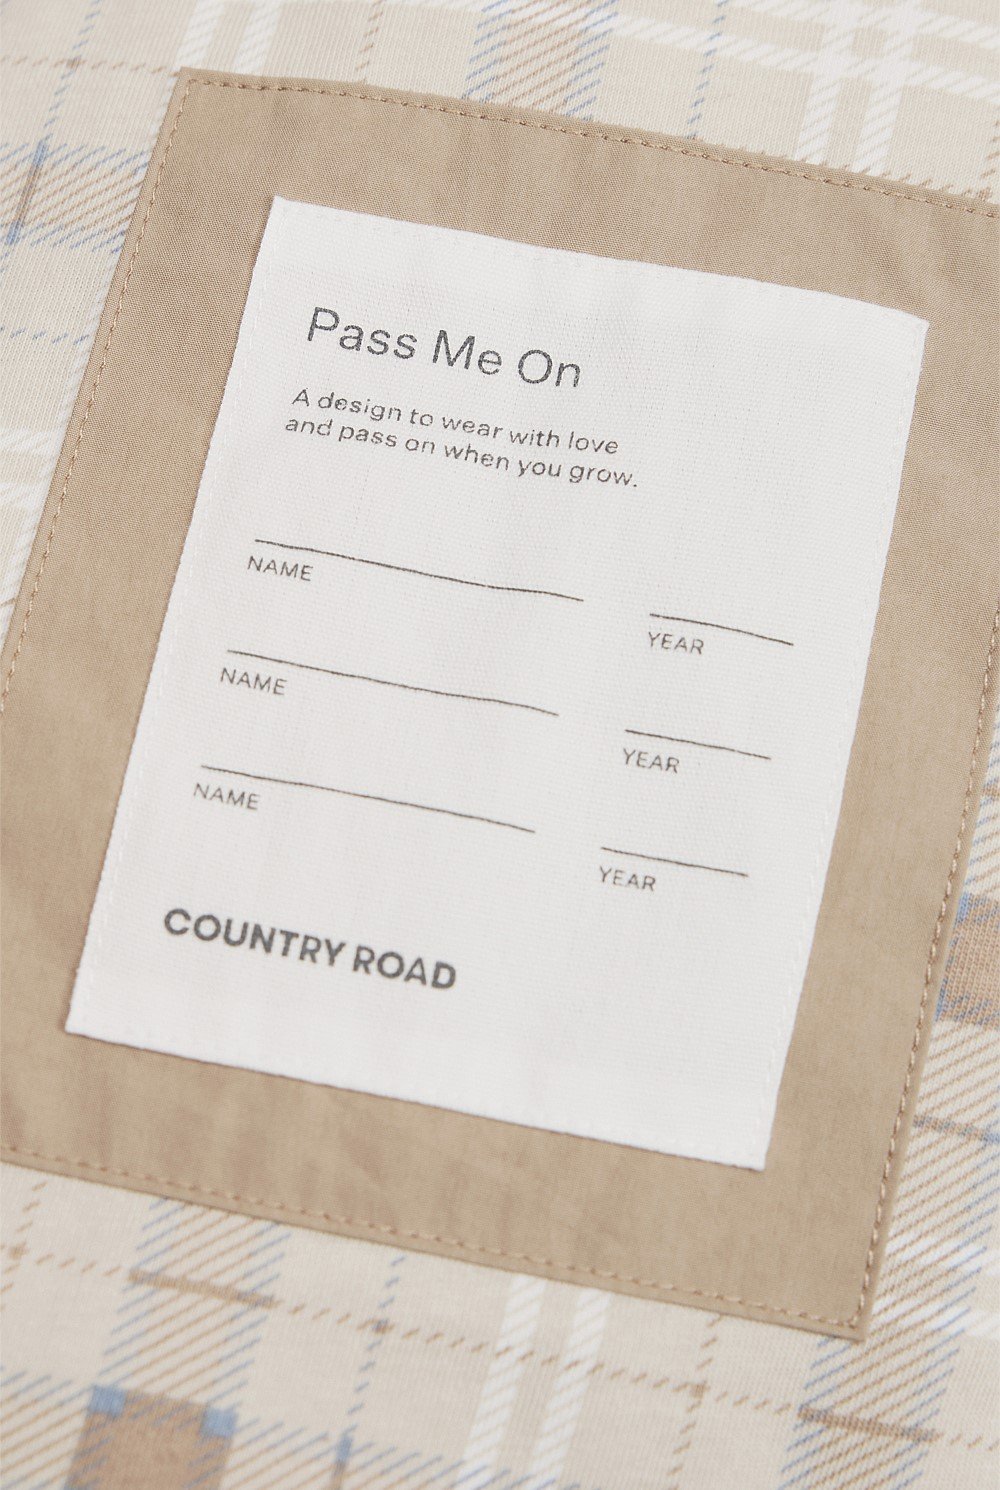 Pass Me On
A design to wear with love
and pass on when you grow.
NAME
YEAR
NAME
YEAR
NAME
YEAR
COUNTRY ROAD